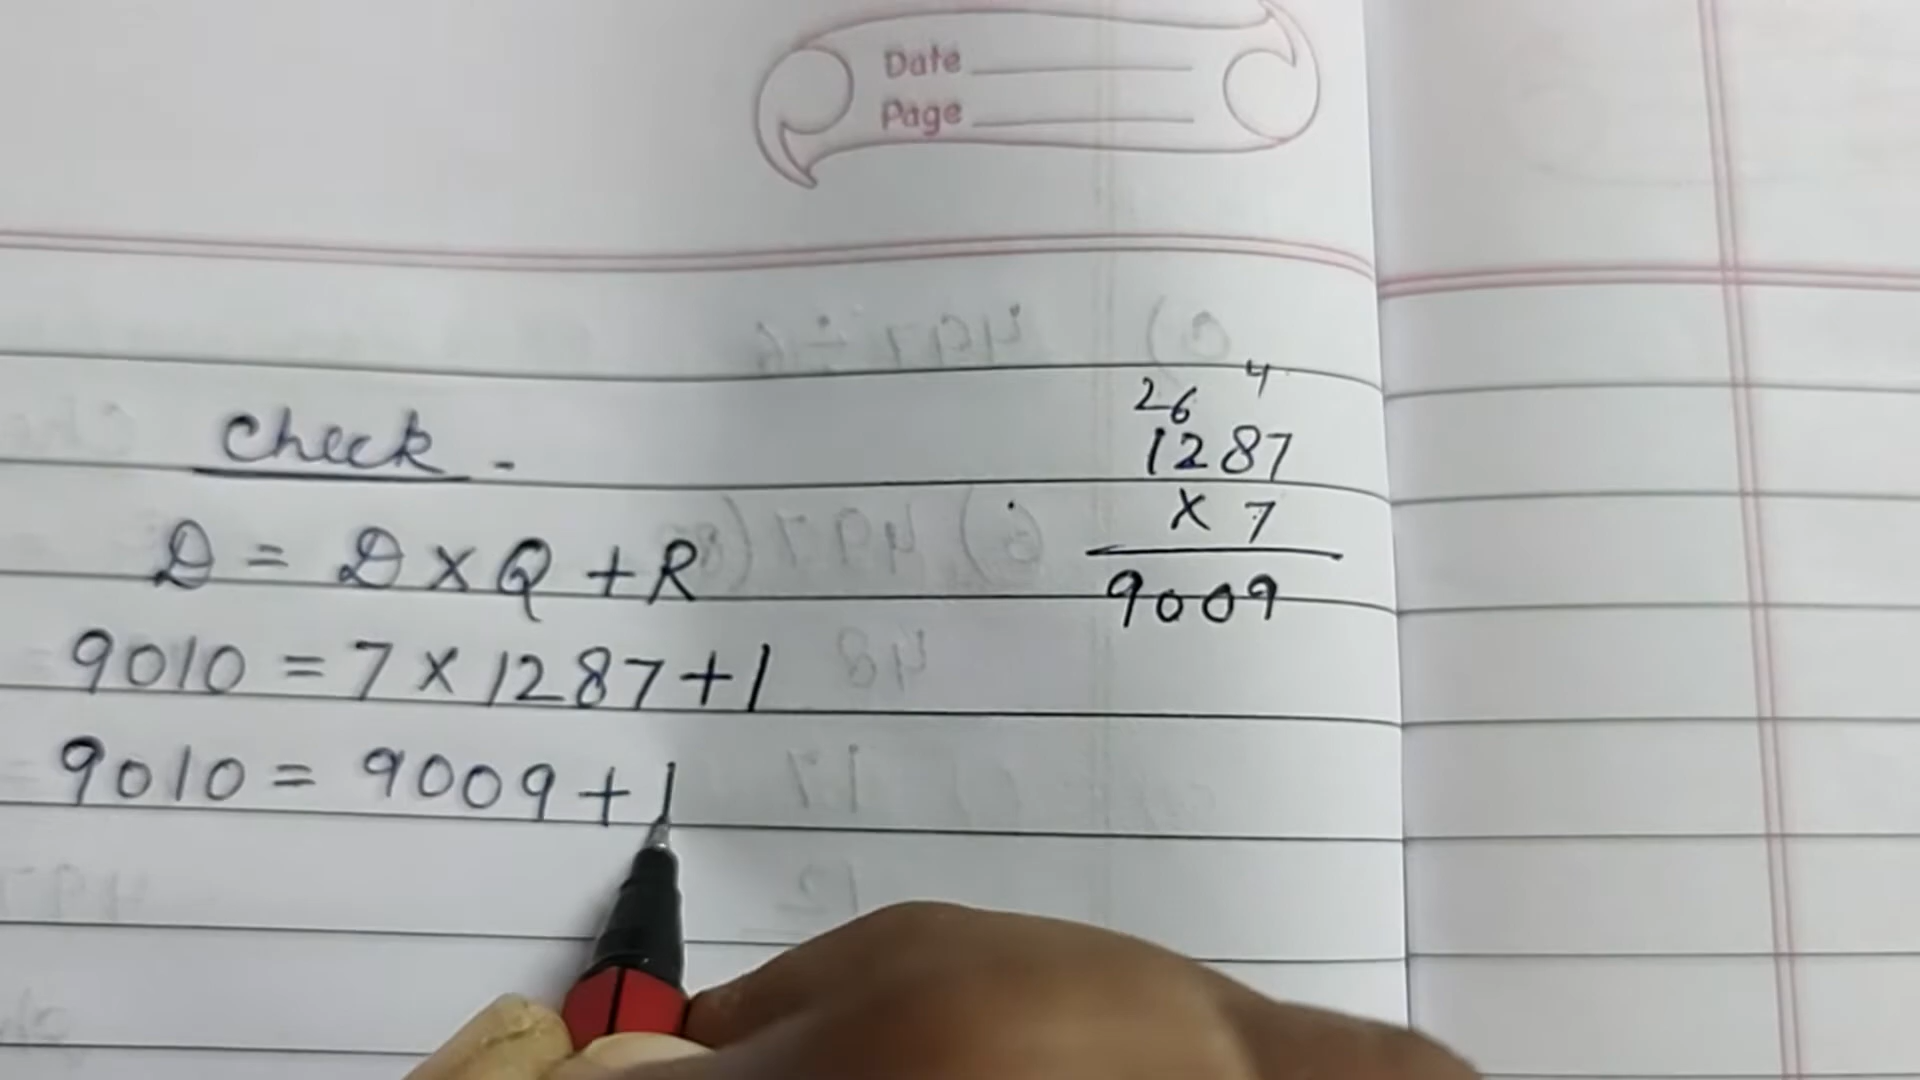 Date
Page
Check -
D = D × Q + R
9010 = 7 × 1287 + 1
9010 = 9009 + 1
26 4
1287
× 7
9009